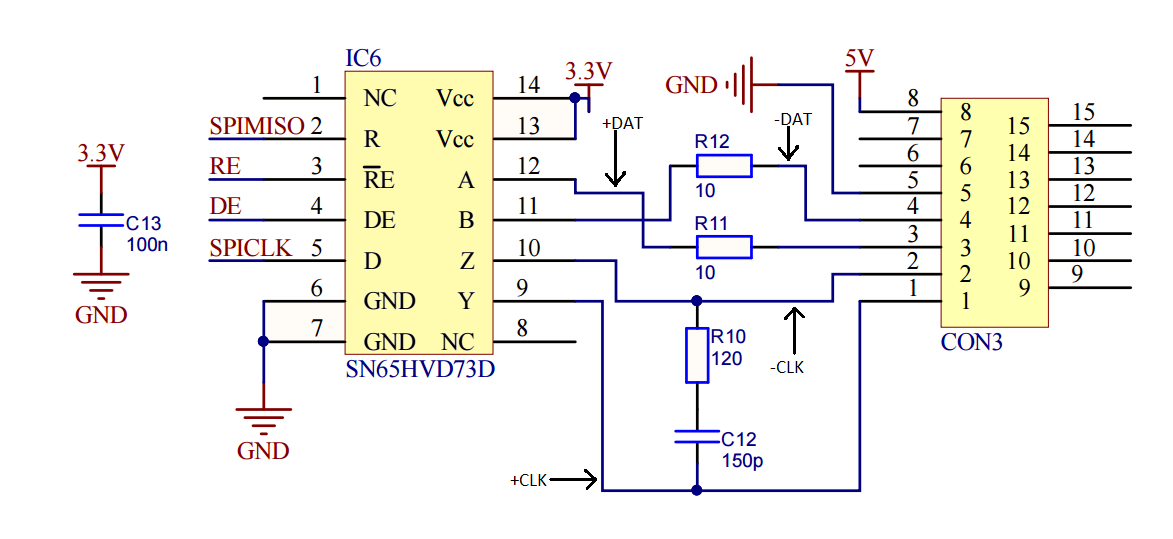 IC6
1
NC
Vcc
14
3.3V
SPIMISO 2
R
Vcc
13
RE
3
RE
A
12
DE
4
DE
B
11
SPICLK
5
D
Z
10
6
GND
Y
9
7
GND
NC
8
SN65HVD73D
GND
3.3V
C13
100n
GND
+DAT
-DAT
R12
10
R11
10
R10
120
-CLK
C12
150p
+CLK
GND
5V
8
8
7
7
6
6
5
5
4
4
3
3
2
2
1
1
15
15
14
14
13
13
12
12
11
11
10
10
9
9
CON3